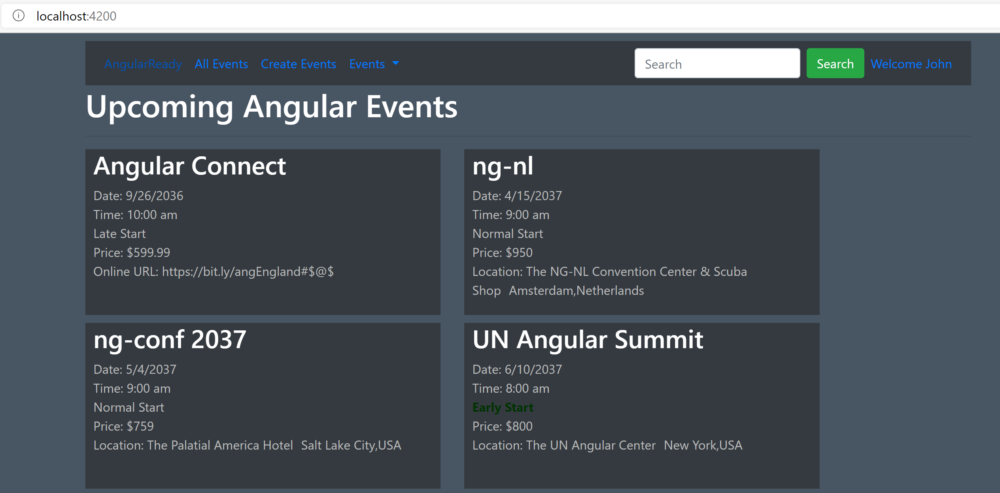 localhost:4200
AngularReady All Events Create Events Events Search Search Welcome John
Upcoming Angular Events
Angular Connect
Date: 9/26/2036
Time: 10:00 am
Late Start
Price: $599.99
Online URL: https://bit.ly/angEngland#$@$
ng-nl
Date: 4/15/2037
Time: 9:00 am
Normal Start
Price: $950
Location: The NG-NL Convention Center & Scuba
Shop Amsterdam,Netherlands
ng-conf 2037
Date: 5/4/2037
Time: 9:00 am
Normal Start
Price: $759
Location: The Palatial America Hotel Salt Lake City,USA
UN Angular Summit
Date: 6/10/2037
Time: 8:00 am
Early Start
Price: $800
Location: The UN Angular Center New York,USA